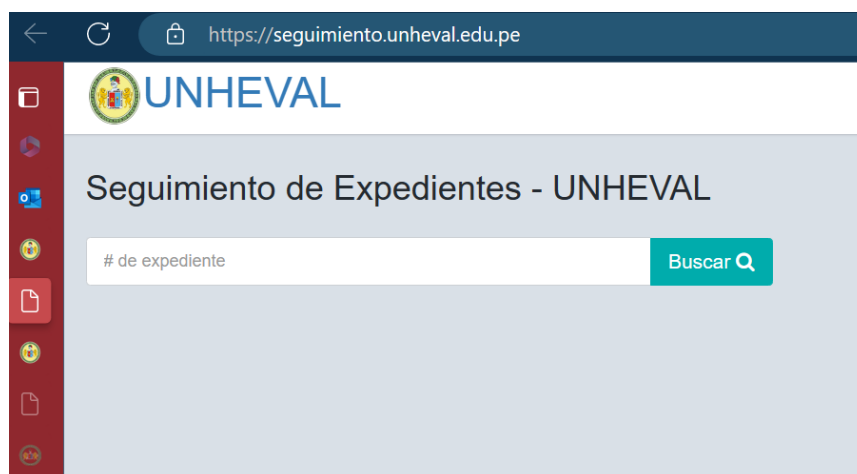 https://seguimiento.unheval.edu.pe
UNHEVAL
Seguimiento de Expedientes - UNHEVAL
# de expediente
Buscar